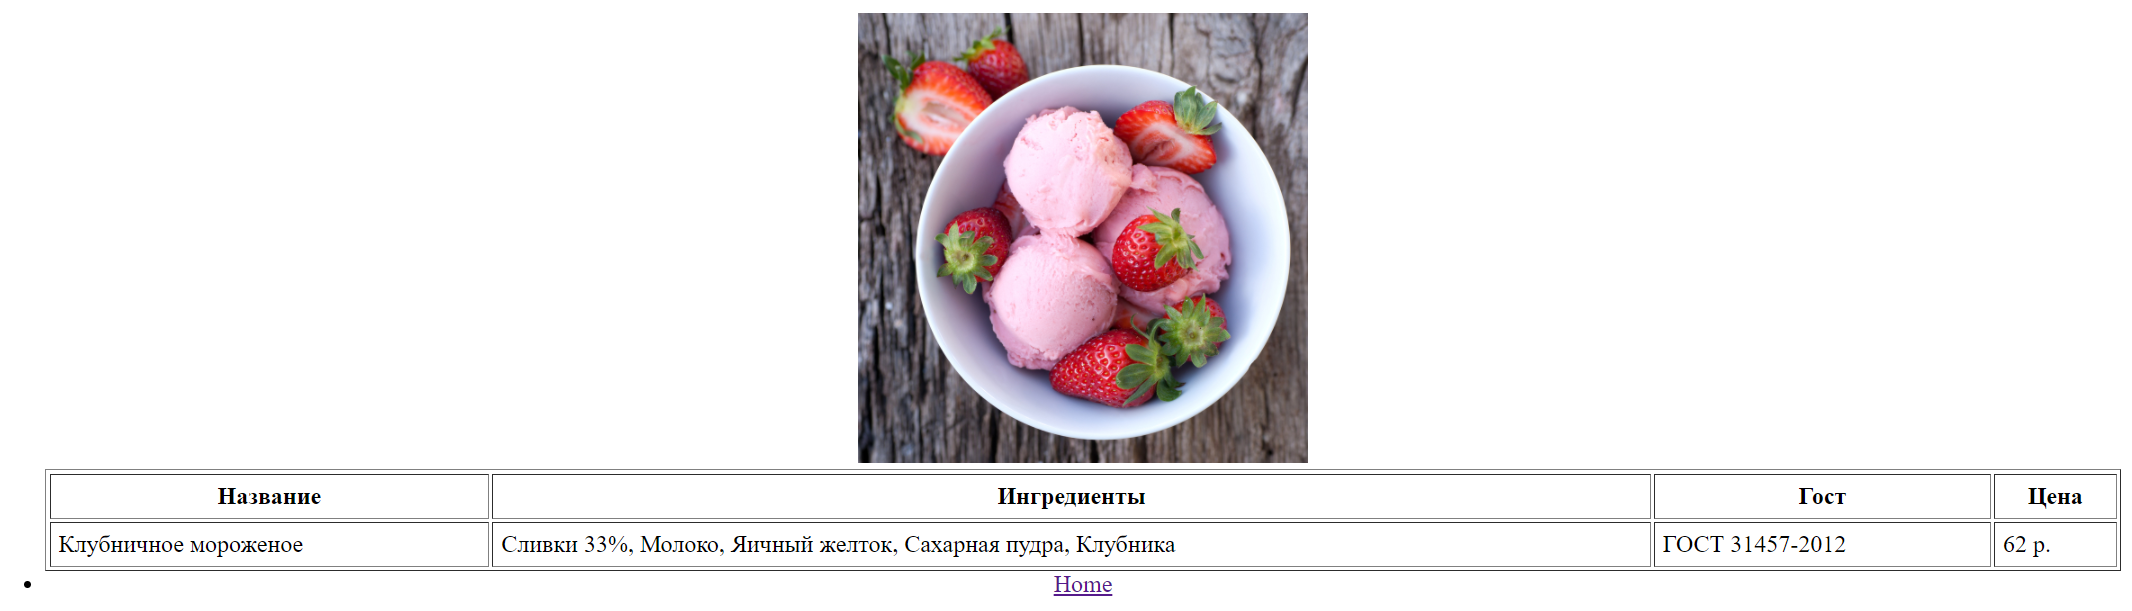 Название Ингредиенты Гост Цена
Клубничное мороженое Сливки 33%, Молоко, Яичный желток, Сахарная пудра, Клубника ГОСТ 31457-2012 62 р.
Home